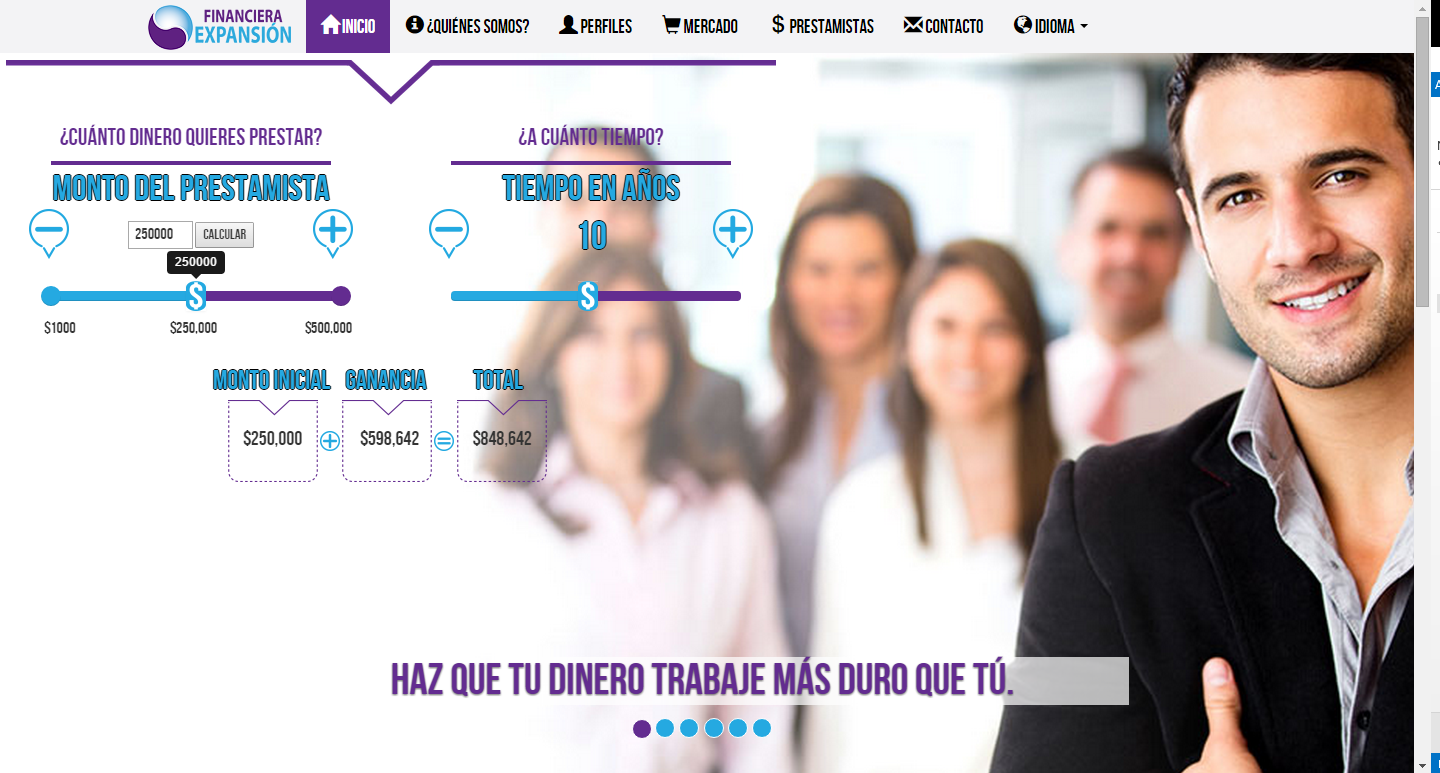 FINANCIERA
EXPANSIÓN
INICIO
¿QUIÉNES SOMOS?
PERFILES
MERCADO
$ PRESTAMISTAS
CONTACTO
IDIOMA
¿CUÁNTO DINERO QUIERES PRESTAR?
MONTO DEL PRESTAMISTA
250000 CALCULAR
250000
$
$1000 $250,000 $500,000
¿A CUÁNTO TIEMPO?
TIEMPO EN AÑOS
10
$
MONTO INICIAL GANANCIA TOTAL
$250,000 + $598,642 = $848,642
HAZ QUE TU DINERO TRABAJE MÁS DURO QUE TÚ.